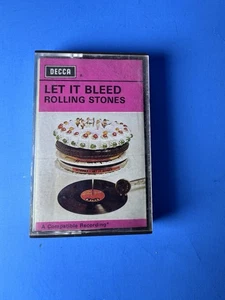 DECCA
LET IT BLEED
ROLLING STONES
A Compatible Recording